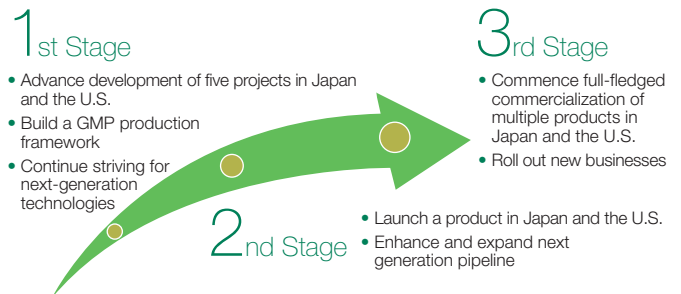 1st Stage
• Advance development of five projects in Japan
and the U.S.
• Build a GMP production
framework
• Continue striving for
next-generation
technologies
2nd Stage
• Launch a product in Japan and the U.S.
• Enhance and expand next
generation pipeline
3rd Stage
• Commence full-fledged
commercialization of
multiple products in
Japan and the U.S.
• Roll out new businesses